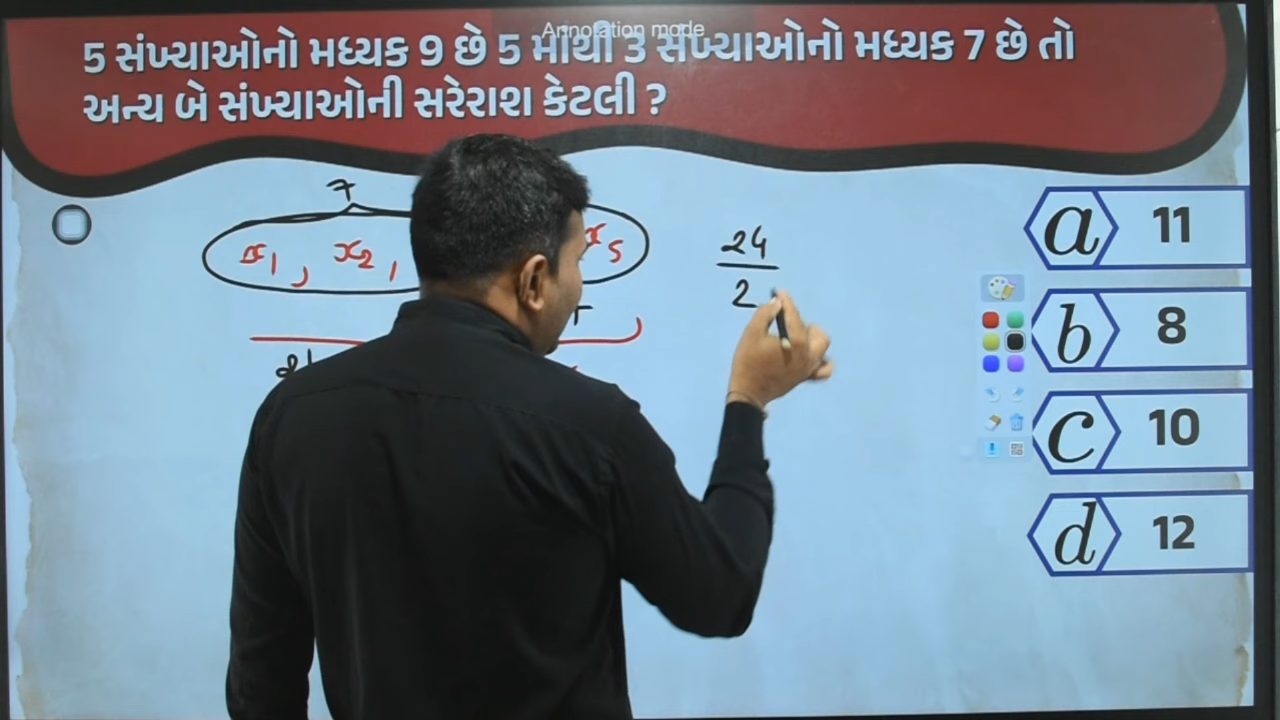 Annotation mode
5 સંખ્યાઓનો મધ્યક 9 છે 5 માંથી 3 સંખ્યાઓનો મધ્યક 7 છે તો
અન્ય બે સંખ્યાઓની સરેરાશ કેટલી ?
7
x1 , x2 , x5
24
2
a 11
b 8
c 10
d 12